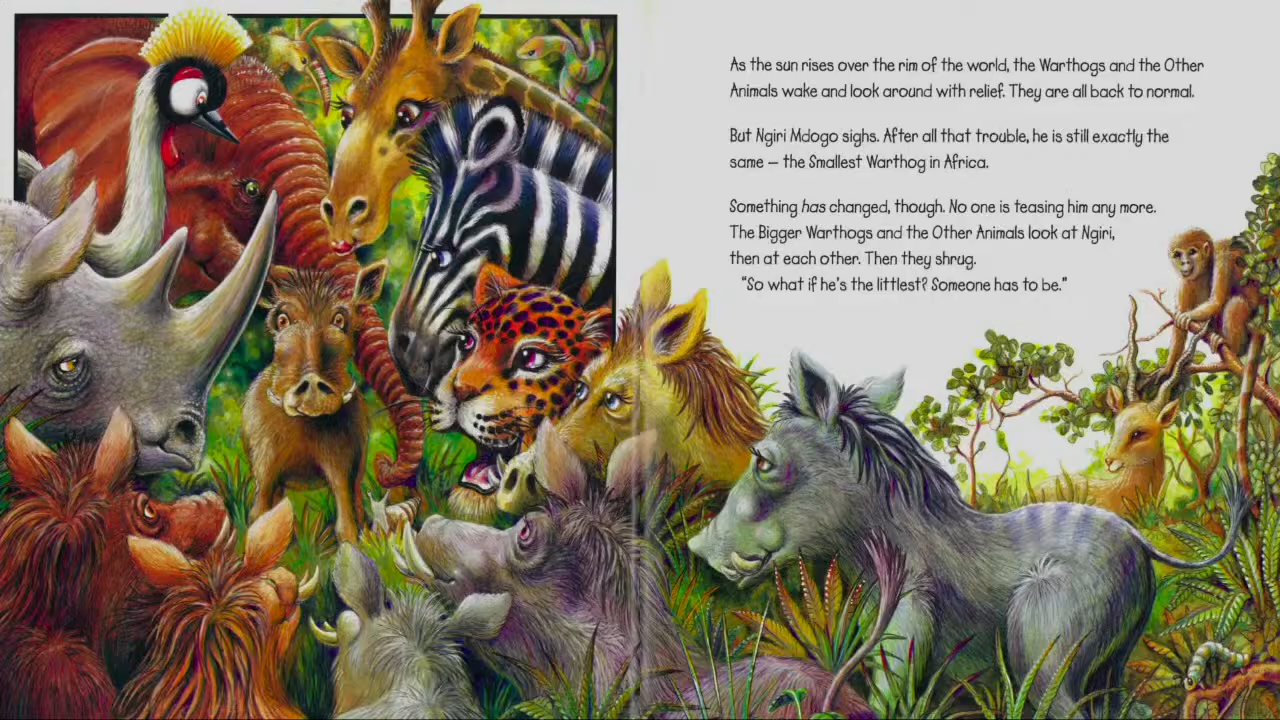 As the sun rises over the rim of the world, the Warthogs and the Other
Animals wake and look around with relief. They are all back to normal.
But Ngiri Mdogo sighs. After all that trouble, he is still exactly the
same – the Smallest Warthog in Africa.
Something has changed, though. No one is teasing him any more.
The Bigger Warthogs and the Other Animals look at Ngiri,
then at each other. Then they shrug.
"So what if he's the littlest? Someone has to be."